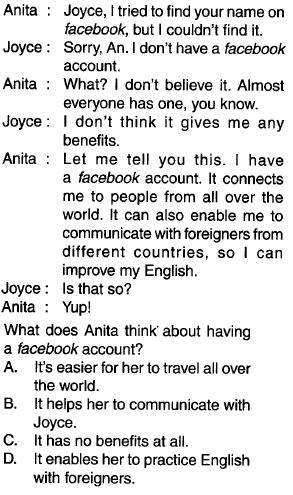 Anita : Joyce, I tried to find your name on
facebook, but I couldn't find it.
Joyce : Sorry, An. I don't have a facebook
account.
Anita : What? I don't believe it. Almost
everyone has one, you know.
Joyce : I don't think it gives me any
benefits.
Anita : Let me tell you this. I have
a facebook account. It connects
me to people from all over the
world. It can also enable me to
communicate with foreigners from
different countries, so I can
improve my English.
Joyce : Is that so?
Anita : Yup!
What does Anita think about having
a facebook account?
A. It's easier for her to travel all over
the world.
B. It helps her to communicate with
Joyce.
C. It has no benefits at all.
D. It enables her to practice English
with foreigners.